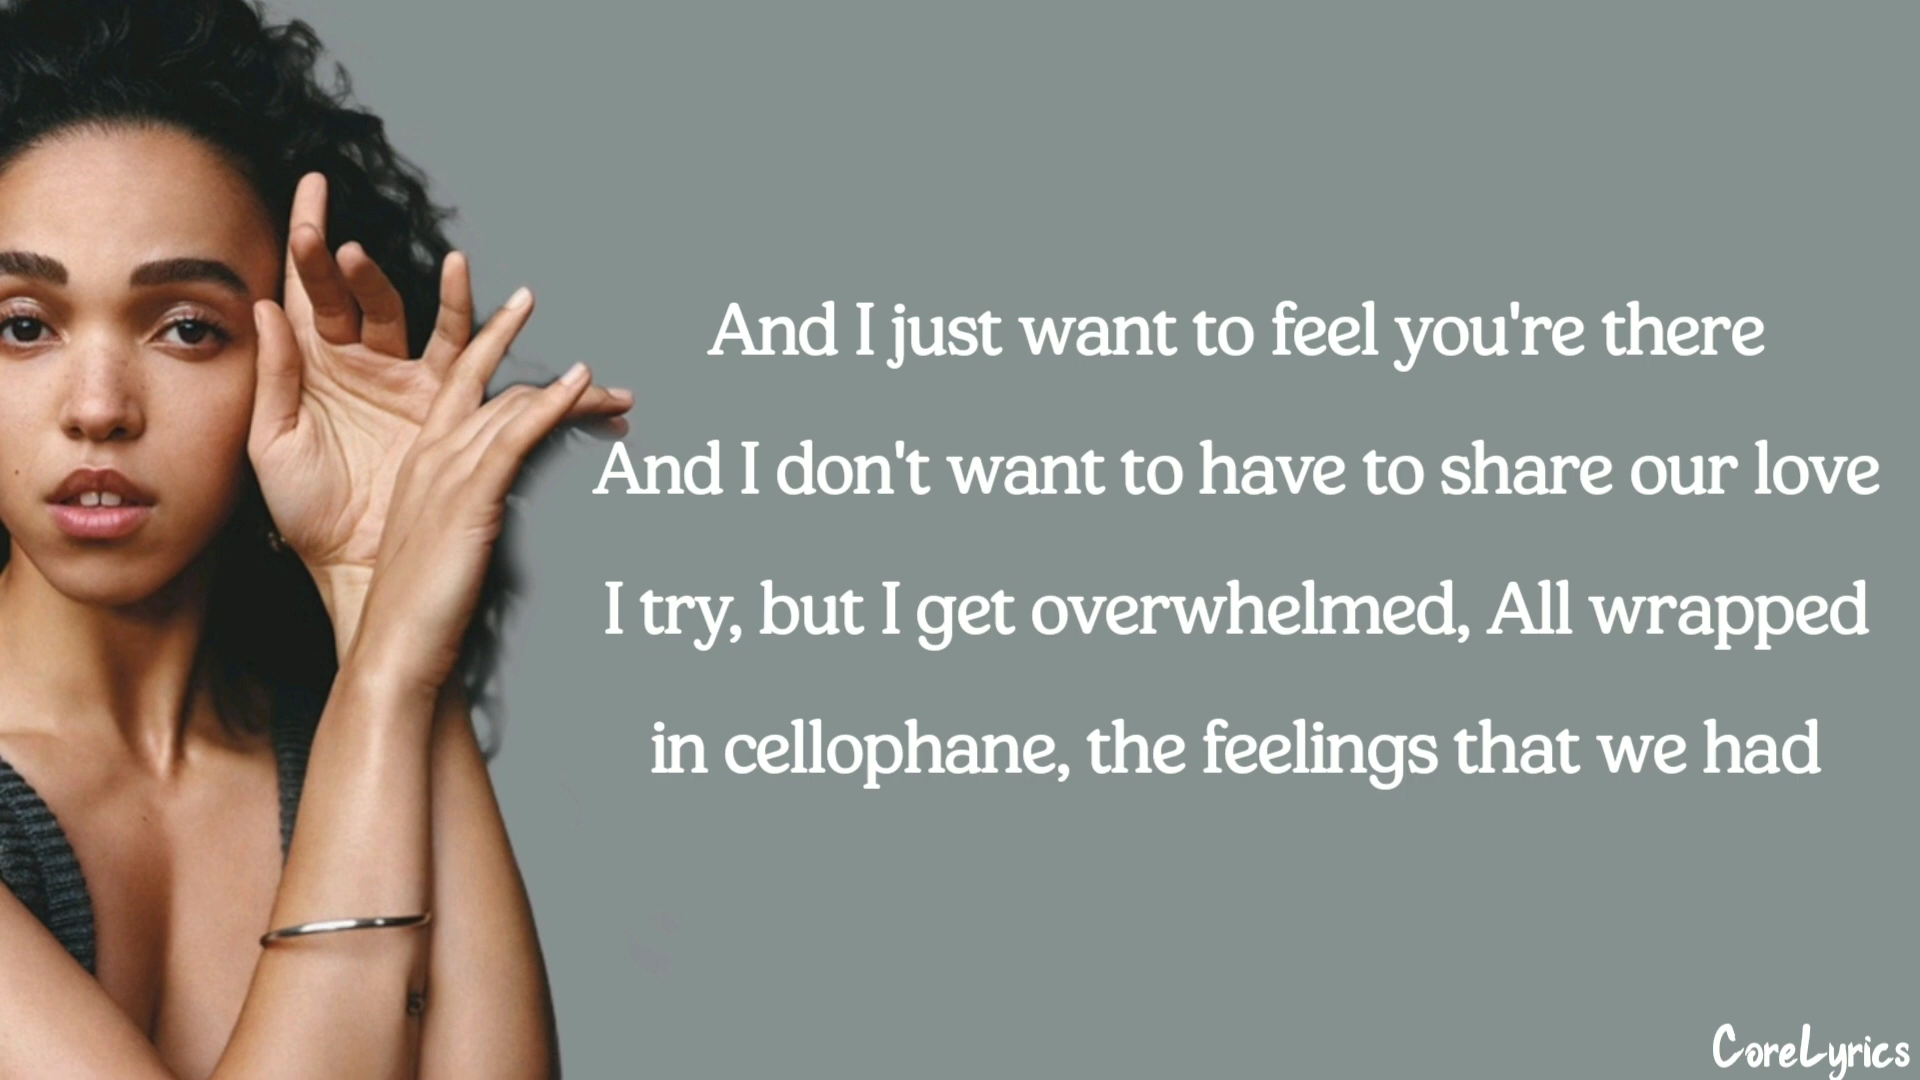 And I just want to feel you're there
And I don't want to have to share our love
I try, but I get overwhelmed, All wrapped
in cellophane, the feelings that we had
CoreLyrics